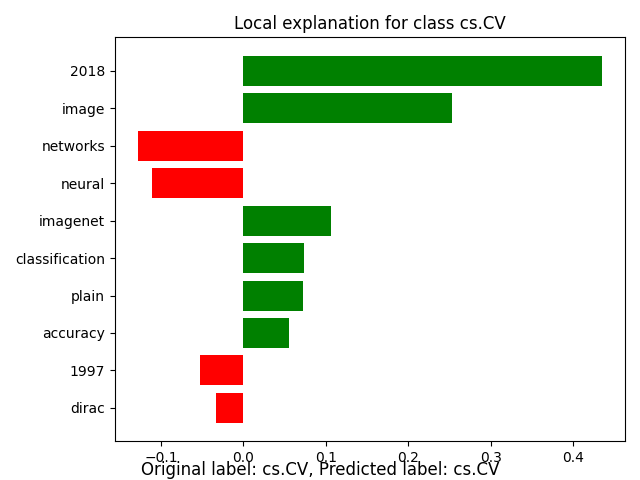 Local explanation for class cs.CV
2018
image
networks
neural
imagenet
classification
plain
accuracy
1997
dirac
−0.1 0.0 0.1 0.2 0.3 0.4
Original label: cs.CV, Predicted label: cs.CV